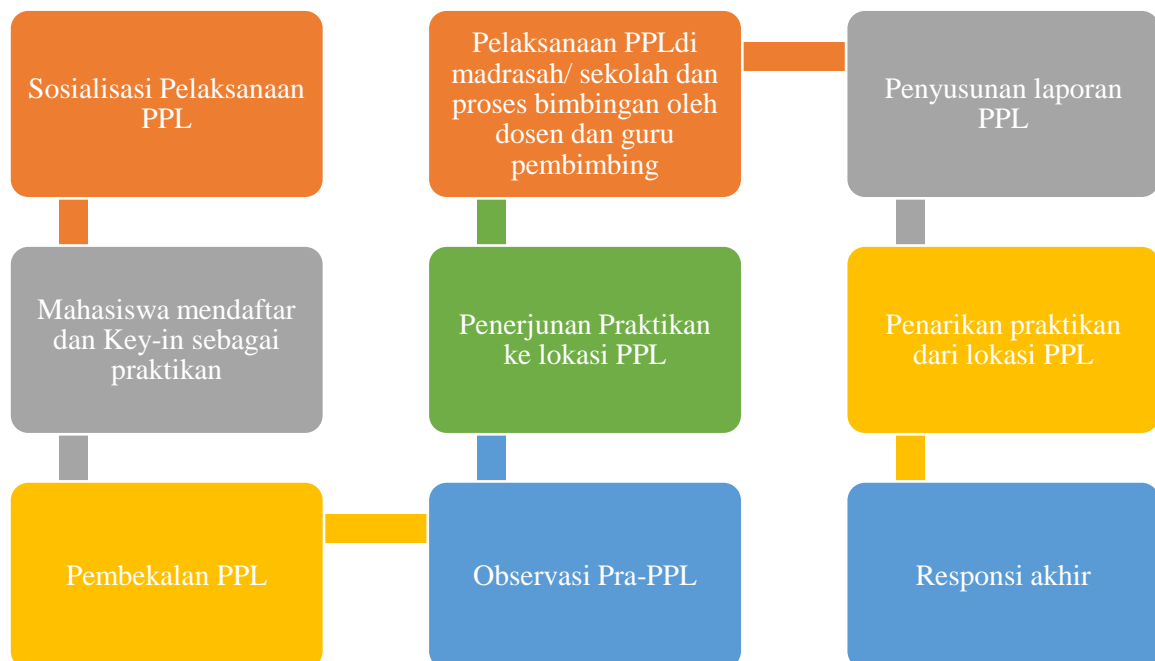 Sosialisasi Pelaksanaan
PPL
Mahasiswa mendaftar
dan Key-in sebagai
praktikan
Pembekalan PPL
Observasi Pra-PPL
Penerjunan Praktikan
ke lokasi PPL
Pelaksanaan PPLdi
madrasah/ sekolah dan
proses bimbingan oleh
dosen dan guru
pembimbing
Penyusunan laporan
PPL
Penarikan praktikan
dari lokasi PPL
Responsi akhir